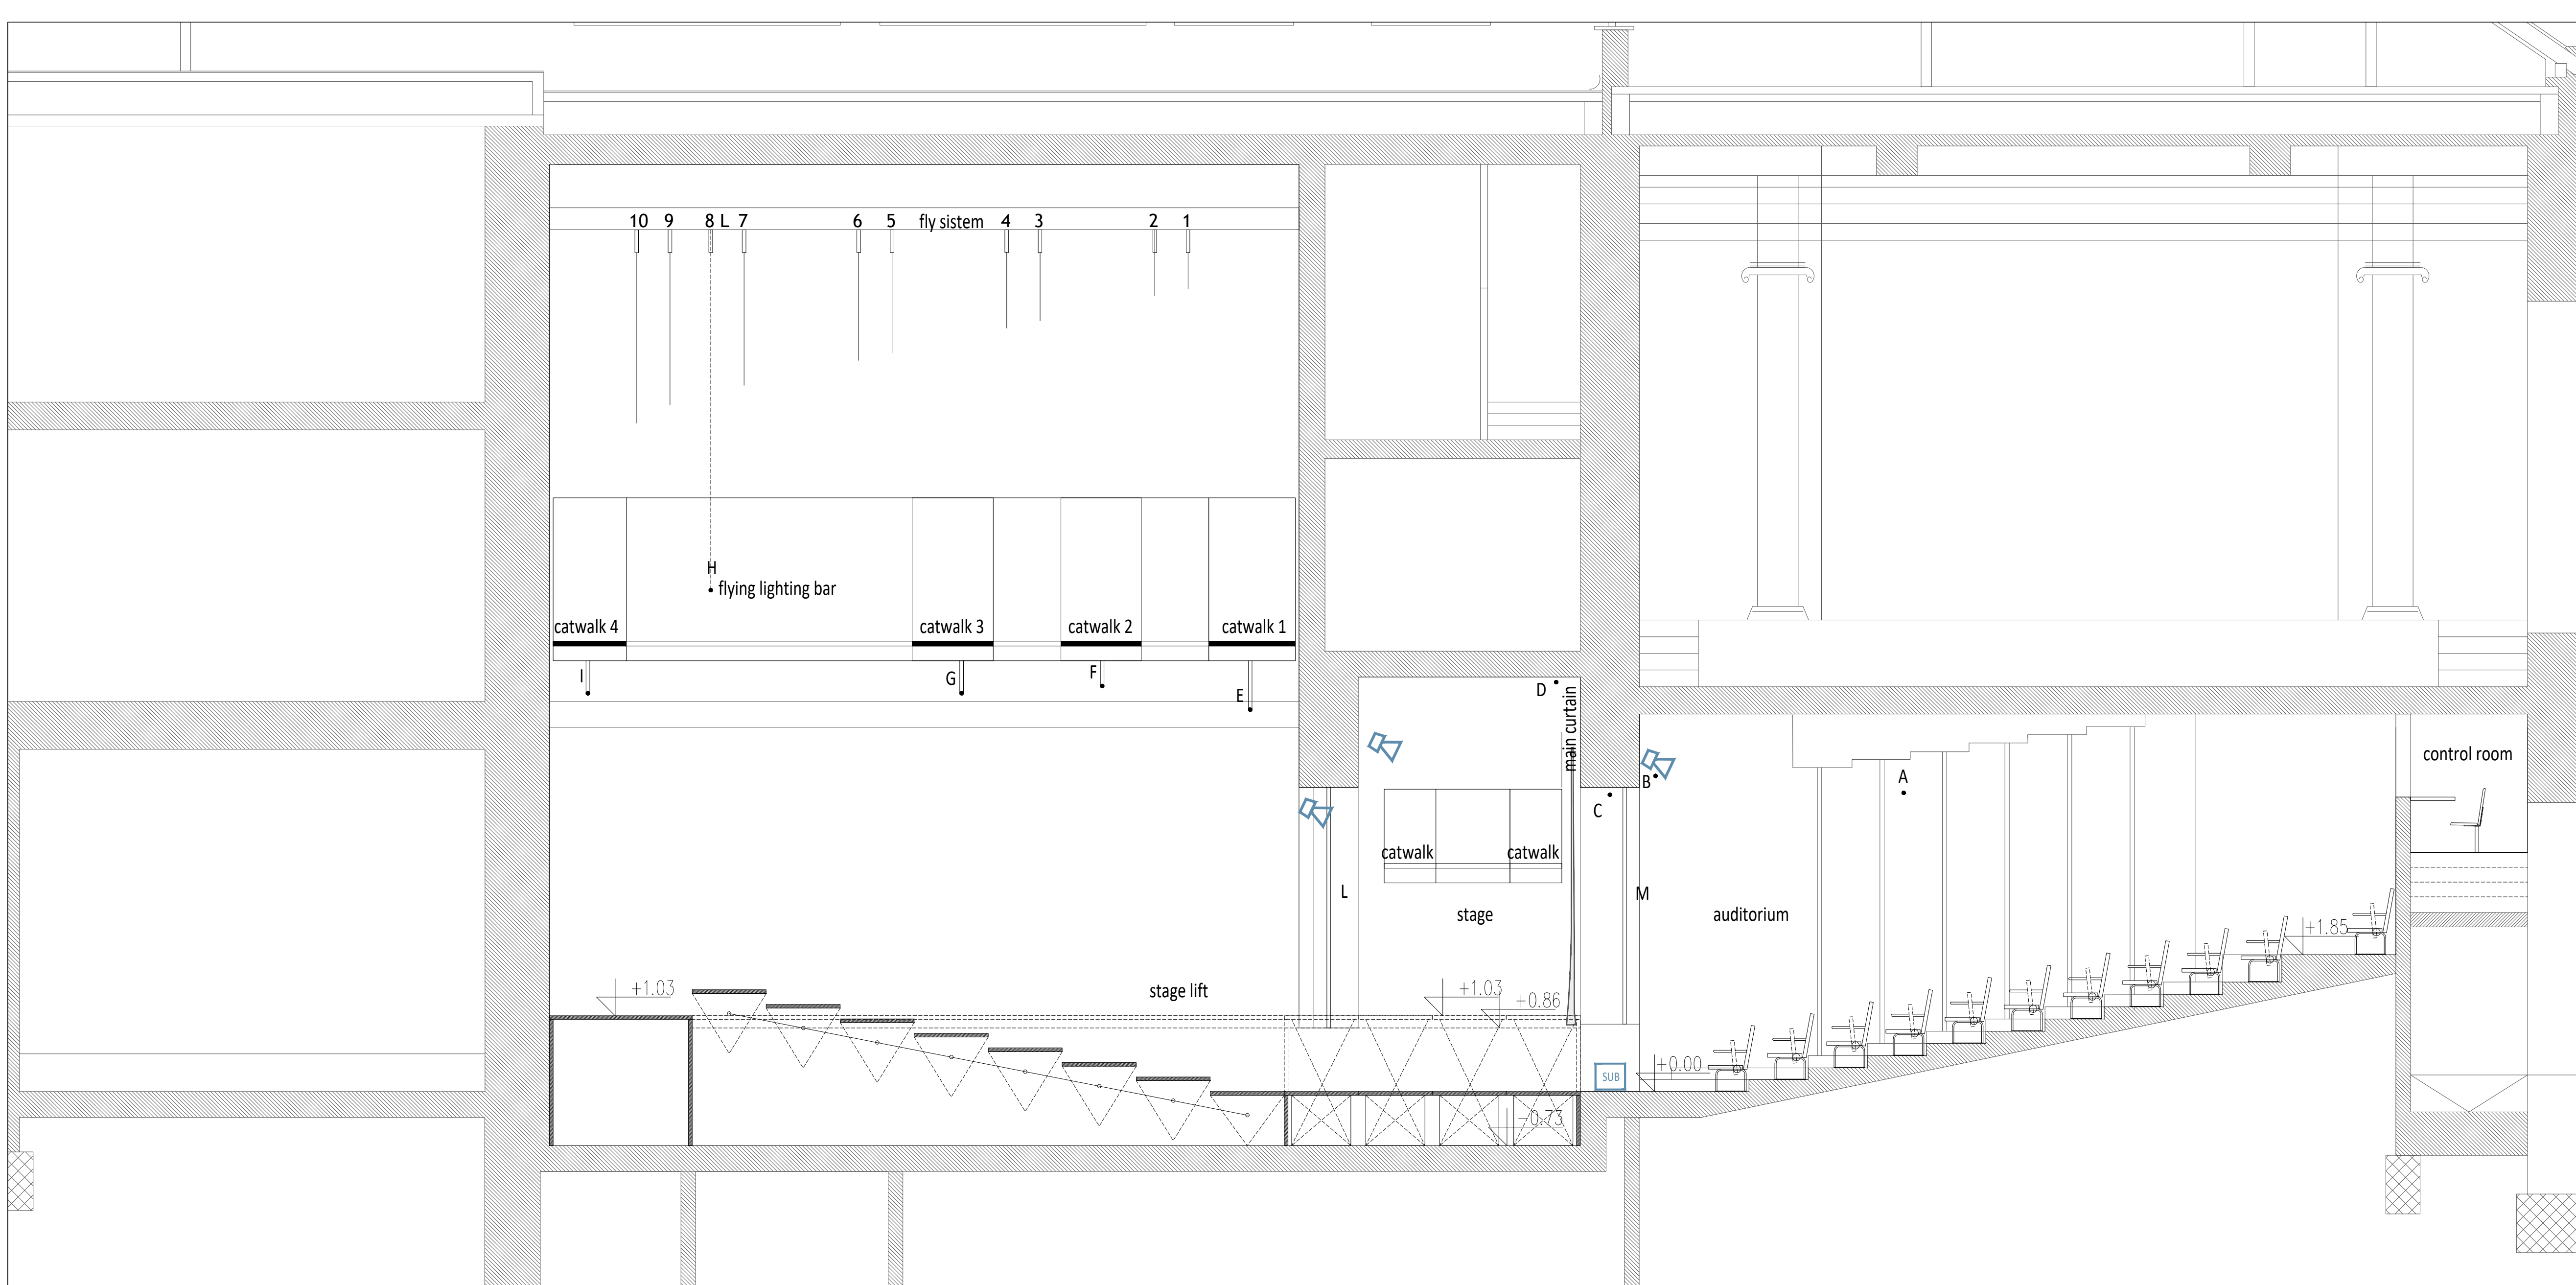 10 9 8 L 7 6 5 fly sistem 4 3 2 1
H
flying lighting bar
catwalk 4 catwalk 3 catwalk 2 catwalk 1
I G F E
D
main curtain
B
C
A
control room
catwalk catwalk
L
M
stage
auditorium
+1.85
stage lift
+1.03
+1.03
+0.86
+0.00
SUB
-0.73